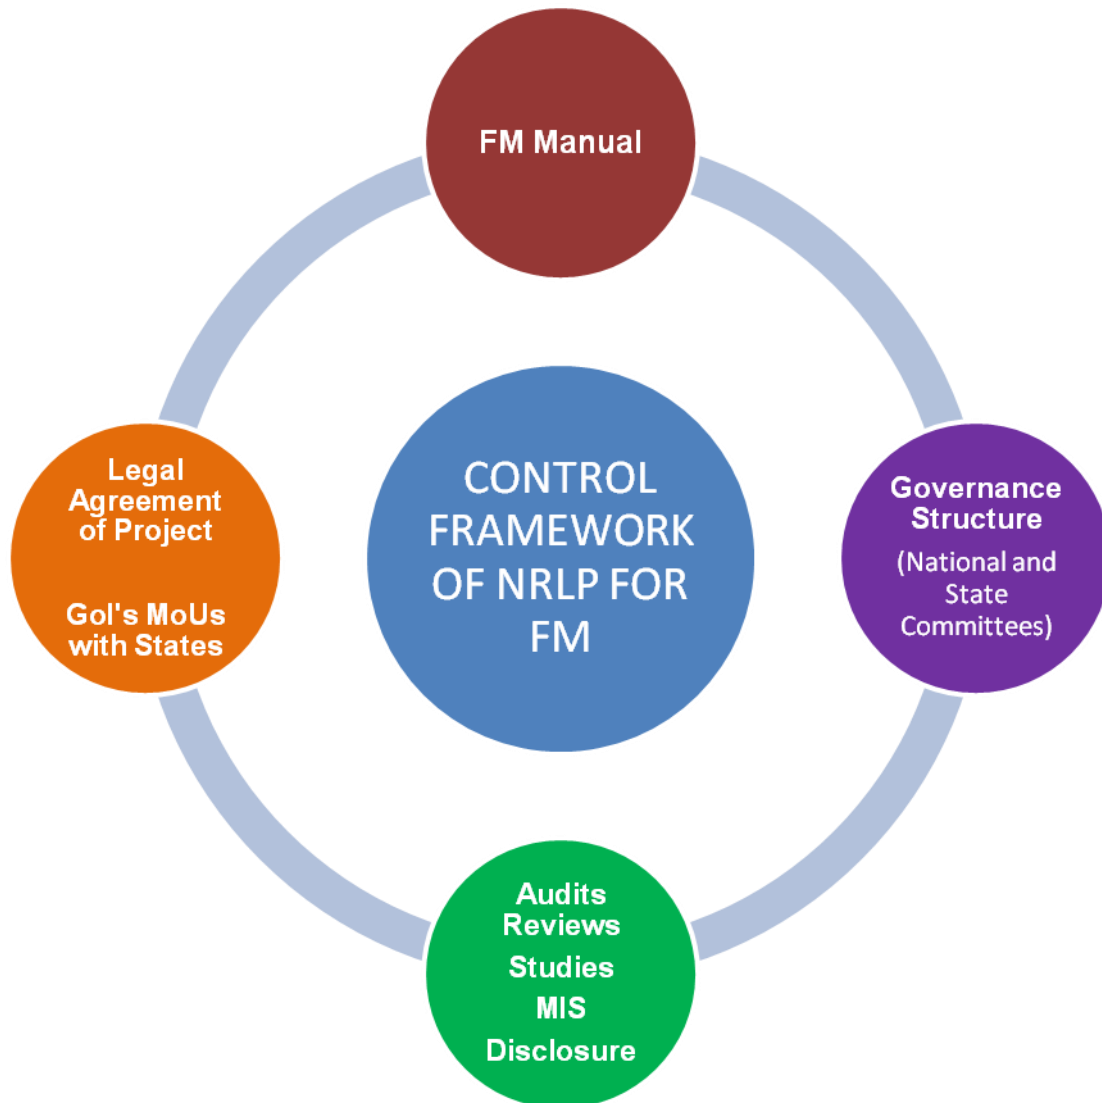 FM Manual
Legal
Agreement
of Project
GoI's MoUs
with States
CONTROL
FRAMEWORK
OF NRLP FOR
FM
Governance
Structure
(National and
State
Committees)
Audits
Reviews
Studies
MIS
Disclosure